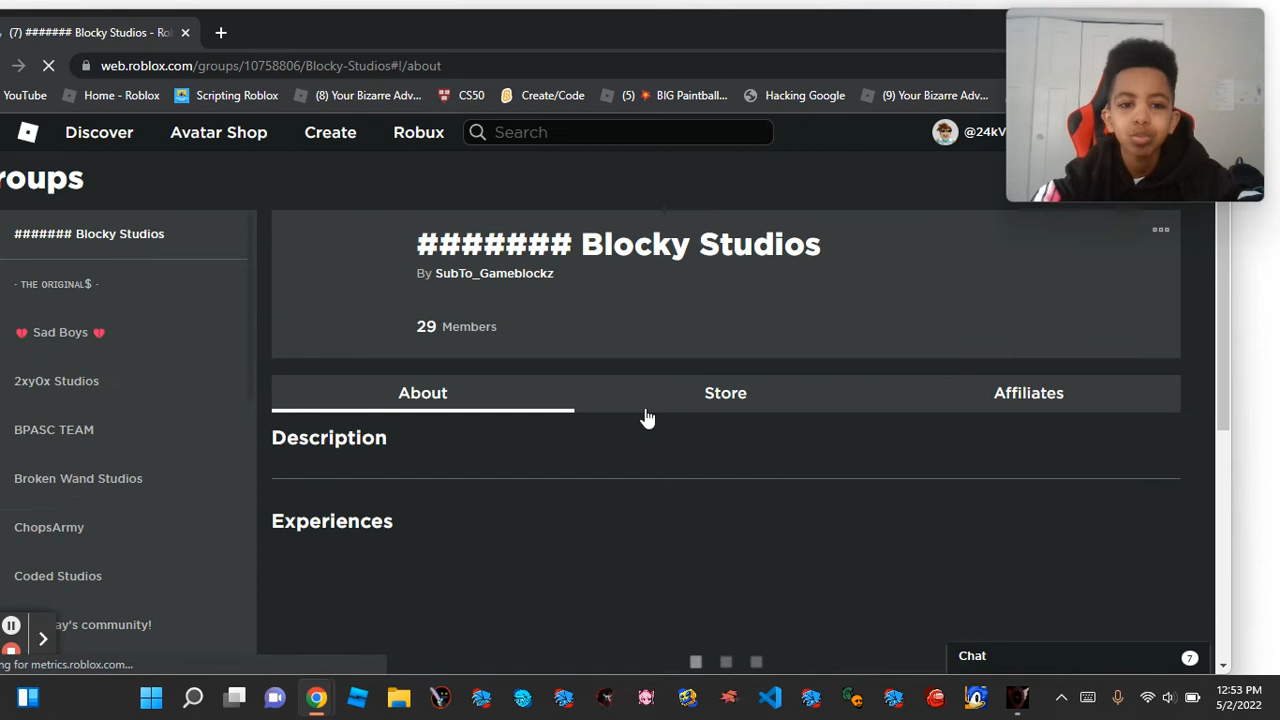 (7) ####### Blocky Studios - Ro
web.roblox.com/groups/10758806/Blocky-Studios#!/about
YouTube Home - Roblox Scripting Roblox (8) Your Bizarre Adv... CS50 Create/Code (5) 💥 BIG Paintball... Hacking Google (9) Your Bizarre Adv...
Discover Avatar Shop Create Robux Search @24kV
roups
####### Blocky Studios
- THE ORIGINAL$ -
💔 Sad Boys 💔
2xy0x Studios
BPASC TEAM
Broken Wand Studios
ChopsArmy
Coded Studios
ay's community!
####### Blocky Studios
By SubTo_Gameblockz
29 Members
About Store Affiliates
Description
Experiences
Chat 7
ng for metrics.roblox.com...
12:53 PM
5/2/2022